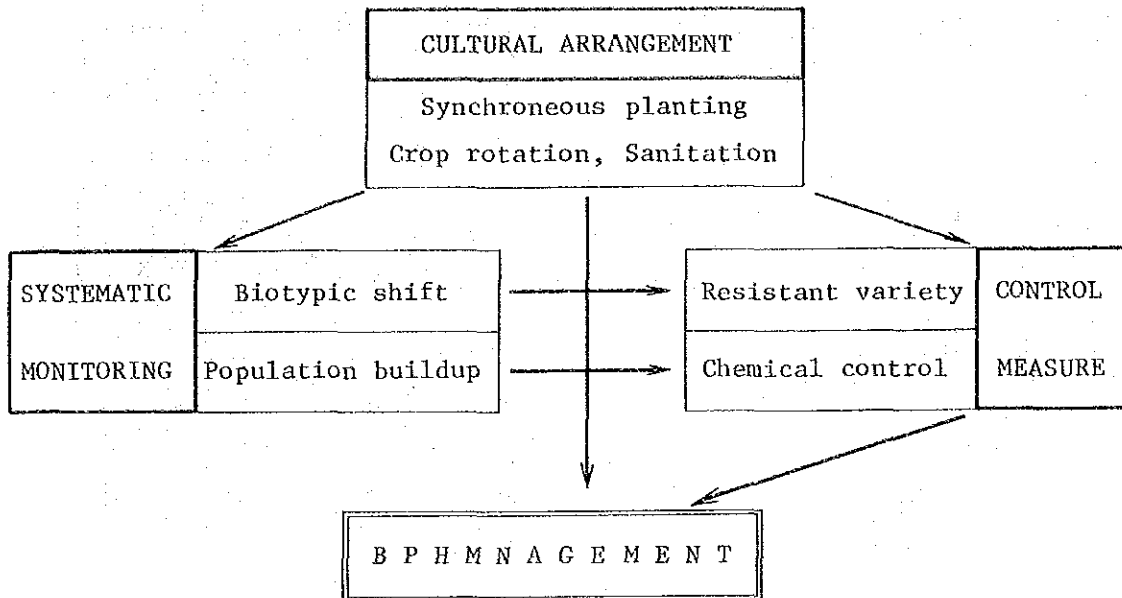 CULTURAL ARRANGEMENT
Synchroneous planting
Crop rotation, Sanitation
SYSTEMATIC
MONITORING
Biotypic shift
Population buildup
Resistant variety
Chemical control
CONTROL
MEASURE
B P H M N A G E M E N T